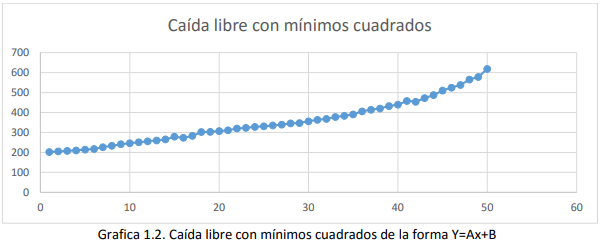 Caída libre con mínimos cuadrados
700
600
500
400
300
200
100
0
0 10 20 30 40 50 60
Grafica 1.2. Caída libre con mínimos cuadrados de la forma Y=Ax+B